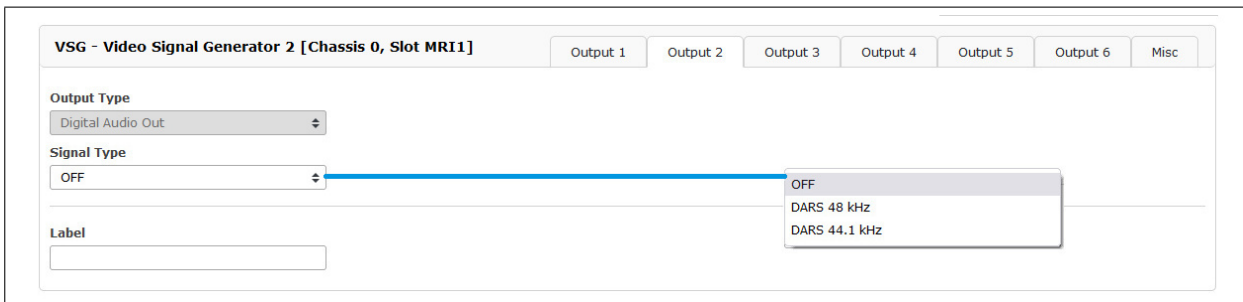 VSG - Video Signal Generator 2 [Chassis 0, Slot MRI1]
Output 1
Output 2
Output 3
Output 4
Output 5
Output 6
Misc
Output Type
Digital Audio Out
Signal Type
OFF
OFF
DARS 48 kHz
DARS 44.1 kHz
Label